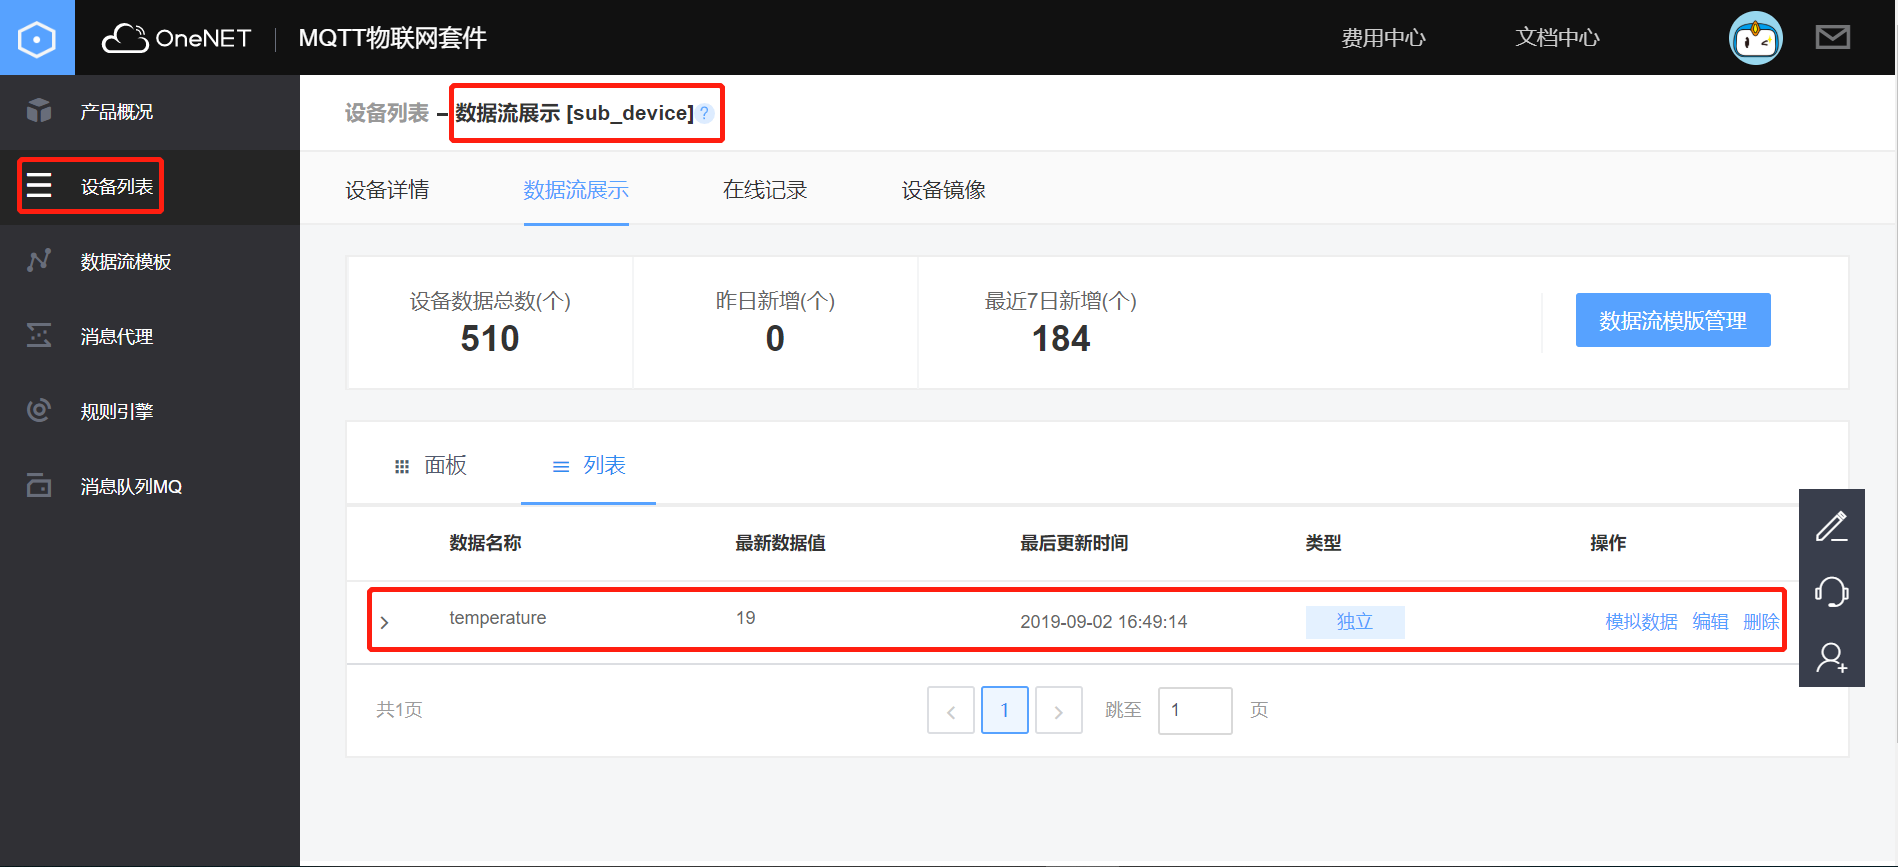 OneNET MQTT物联网套件 费用中心 文档中心
产品概况
设备列表
数据流模板
消息代理
规则引擎
消息队列MQ
设备列表 – 数据流展示 [sub_device] ?
设备详情 数据流展示 在线记录 设备镜像
设备数据总数(个) 昨日新增(个) 最近7日新增(个)
510 0 184
数据流模版管理
面板 列表
数据名称 最新数据值 最后更新时间 类型 操作
temperature 19 2019-09-02 16:49:14 独立 模拟数据 编辑 删除
共1页 1 跳至 1 页